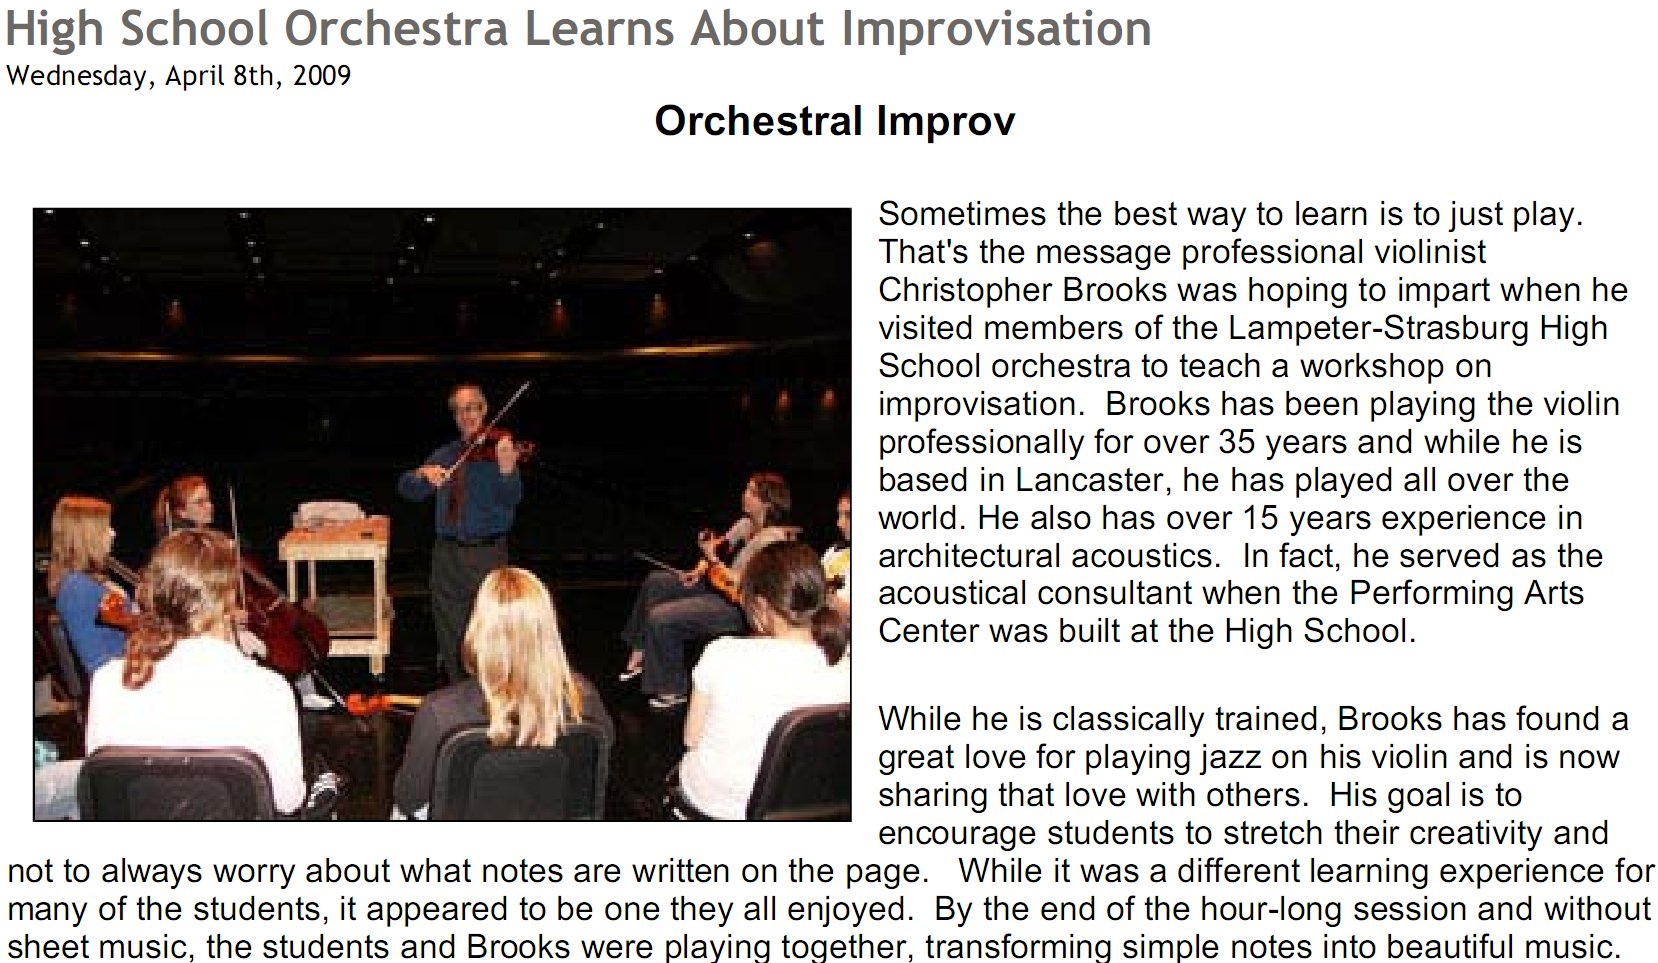 High School Orchestra Learns About Improvisation
Wednesday, April 8th, 2009
Orchestral Improv
Sometimes the best way to learn is to just play.
That's the message professional violinist
Christopher Brooks was hoping to impart when he
visited members of the Lampeter-Strasburg High
School orchestra to teach a workshop on
improvisation.  Brooks has been playing the violin
professionally for over 35 years and while he is
based in Lancaster, he has played all over the
world. He also has over 15 years experience in
architectural acoustics.  In fact, he served as the
acoustical consultant when the Performing Arts
Center was built at the High School.
While he is classically trained, Brooks has found a
great love for playing jazz on his violin and is now
sharing that love with others.  His goal is to
encourage students to stretch their creativity and
not to always worry about what notes are written on the page.   While it was a different learning experience for
many of the students, it appeared to be one they all enjoyed.  By the end of the hour-long session and without
sheet music, the students and Brooks were playing together, transforming simple notes into beautiful music.